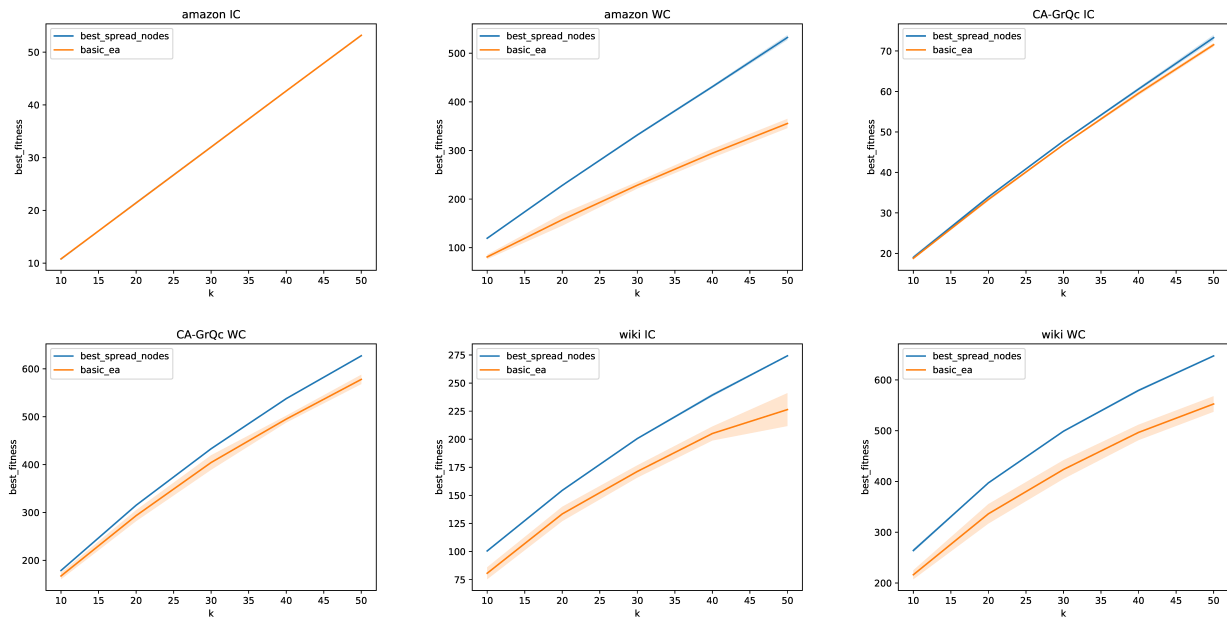 amazon IC
best_spread_nodes
basic_ea
best_fitness
50
40
30
20
10
10 15 20 25 30 35 40 45 50
k
amazon WC
best_spread_nodes
basic_ea
best_fitness
500
400
300
200
100
10 15 20 25 30 35 40 45 50
k
CA-GrQc IC
best_spread_nodes
basic_ea
best_fitness
70
60
50
40
30
20
10 15 20 25 30 35 40 45 50
k
CA-GrQc WC
best_spread_nodes
basic_ea
best_fitness
600
500
400
300
200
10 15 20 25 30 35 40 45 50
k
wiki IC
best_spread_nodes
basic_ea
best_fitness
275
250
225
200
175
150
125
100
75
10 15 20 25 30 35 40 45 50
k
wiki WC
best_spread_nodes
basic_ea
best_fitness
600
500
400
300
200
10 15 20 25 30 35 40 45 50
k